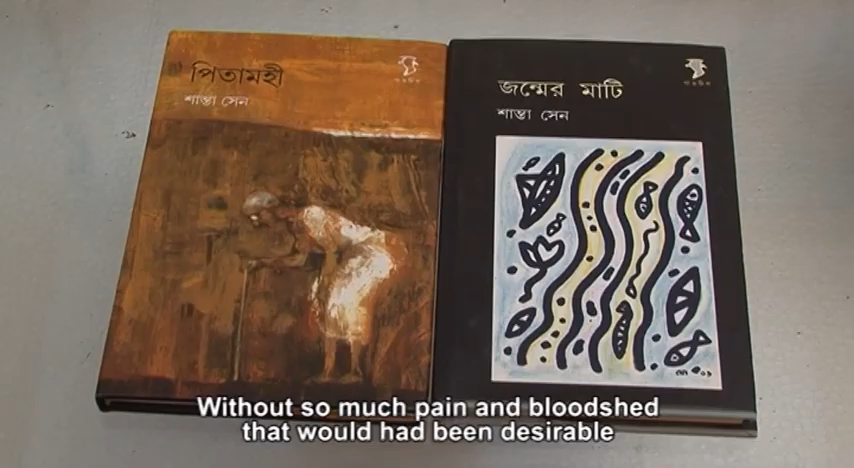 পিতামহী
শান্তা সেন
জন্মের মাটি
শান্তা সেন
Without so much pain and bloodshed
that would had been desirable